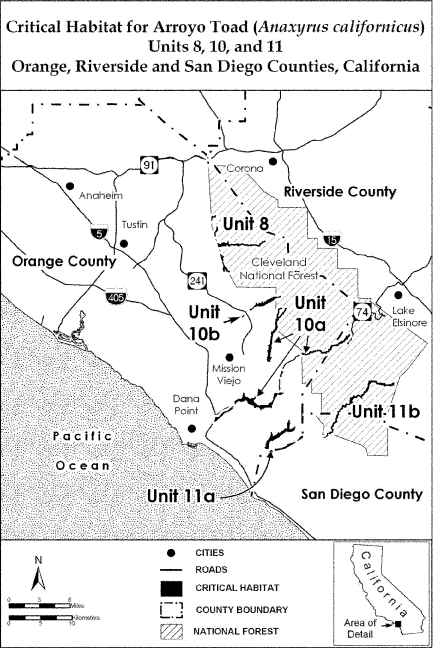 Critical Habitat for Arroyo Toad (Anaxyrus californicus)
Units 8, 10, and 11
Orange, Riverside and San Diego Counties, California
91
Corona
Anaheim
Riverside County
Tustin
Unit 8
5
15
Orange County
Cleveland
National Forest
241
405
Unit
10b
Unit
10a
74
Lake
Elsinore
Mission
Viejo
Dana
Point
Unit 11b
Pacific
Ocean
Unit 11a
San Diego County
N
0 3 6
Miles
0 5 10
Kilometers
CITIES
ROADS
CRITICAL HABITAT
COUNTY BOUNDARY
NATIONAL FOREST
California
Area of
Detail